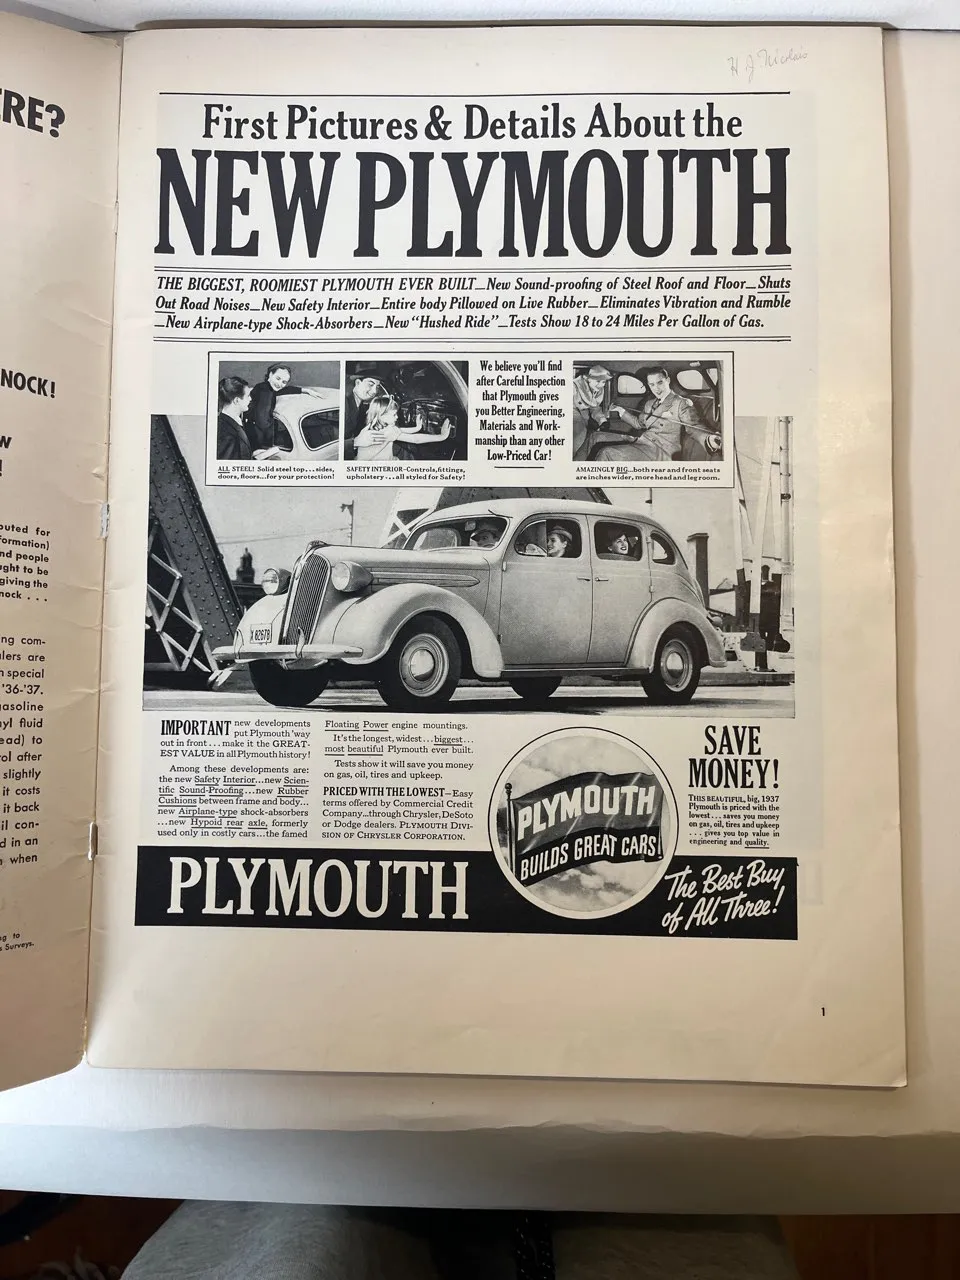 ERE?
NOCK!
w
!
outed for
formation)
nd people
ught to be
giving the
nock . . .
ng com-
alers are
n special
'36-'37.
gasoline
hyl fluid
ead) to
ol after
slightly
it costs
it back
il con-
d in an
when
ng to
s Surveys.
H J Nicolais
First Pictures & Details About the
NEW PLYMOUTH
THE BIGGEST, ROOMIEST PLYMOUTH EVER BUILT—New Sound-proofing of Steel Roof and Floor—Shuts
Out Road Noises—New Safety Interior—Entire body Pillowed on Live Rubber—Eliminates Vibration and Rumble
—New Airplane-type Shock-Absorbers—New "Hushed Ride"—Tests Show 18 to 24 Miles Per Gallon of Gas.
ALL STEEL! Solid steel top...sides,
doors, floors...for your protection!
SAFETY INTERIOR—Controls, fittings,
upholstery...all styled for Safety!
We believe you'll find
after Careful Inspection
that Plymouth gives
you Better Engineering,
Materials and Work-
manship than any other
Low-Priced Car!
AMAZINGLY BIG...both rear and front seats
are inches wider, more head and leg room.
X 82678
IMPORTANT new developments
put Plymouth 'way
out in front...make it the GREAT-
EST VALUE in all Plymouth history!
Among these developments are:
the new Safety Interior...new Scien-
tific Sound-Proofing...new Rubber
Cushions between frame and body...
new Airplane-type shock-absorbers
...new Hypoid rear axle, formerly
used only in costly cars...the famed
Floating Power engine mountings.
It's the longest, widest...biggest...
most beautiful Plymouth ever built.
Tests show it will save you money
on gas, oil, tires and upkeep.
PRICED WITH THE LOWEST—Easy
terms offered by Commercial Credit
Company...through Chrysler, DeSoto
or Dodge dealers. PLYMOUTH DIVI-
SION OF CHRYSLER CORPORATION.
PLYMOUTH
BUILDS GREAT CARS!
SAVE
MONEY!
THIS BEAUTIFUL, big, 1937
Plymouth is priced with the
lowest...saves you money
on gas, oil, tires and upkeep
...gives you top value in
engineering and quality.
PLYMOUTH
The Best Buy
of All Three!
1